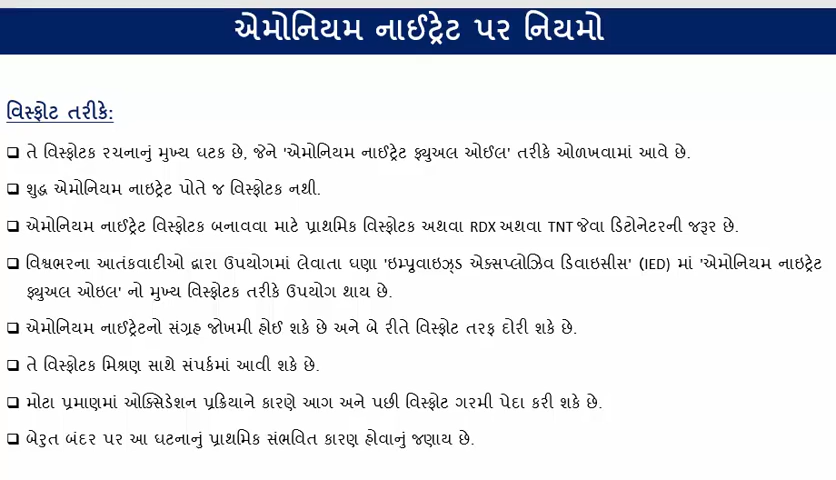 એમોનિયમ નાઈટ્રેટ પર નિયમો
વિસ્ફોટ તરીકે:
❑ તે વિસ્ફોટક રચનાનું મુખ્ય ઘટક છે, જેને 'એમોનિયમ નાઈટ્રેટ ફ્યુઅલ ઓઈલ' તરીકે ઓળખવામાં આવે છે.
❑ શુદ્ધ એમોનિયમ નાઇટ્રેટ પોતે જ વિસ્ફોટક નથી.
❑ એમોનિયમ નાઈટ્રેટ વિસ્ફોટક બનાવવા માટે પ્રાથમિક વિસ્ફોટક અથવા RDX અથવા TNT જેવા ડિટોનેટરની જરૂર છે.
❑ વિશ્વભરના આતંકવાદીઓ દ્વારા ઉપયોગમાં લેવાતા ઘણા 'ઇમ્પ્રુવાઇઝ્ડ એક્સપ્લોઝિવ ડિવાઇસીસ' (IED) માં 'એમોનિયમ નાઇટ્રેટ
ફ્યુઅલ ઓઇલ' નો મુખ્ય વિસ્ફોટક તરીકે ઉપયોગ થાય છે.
❑ એમોનિયમ નાઈટ્રેટનો સંગ્રહ જોખમી હોઈ શકે છે અને બે રીતે વિસ્ફોટ તરફ દોરી શકે છે.
❑ તે વિસ્ફોટક મિશ્રણ સાથે સંપર્કમાં આવી શકે છે.
❑ મોટા પ્રમાણમાં ઓક્સિડેશન પ્રક્રિયાને કારણે આગ અને પછી વિસ્ફોટ ગરમી પેદા કરી શકે છે.
❑ બેરુત બંદર પર આ ઘટનાનું પ્રાથમિક સંભવિત કારણ હોવાનું જણાય છે.